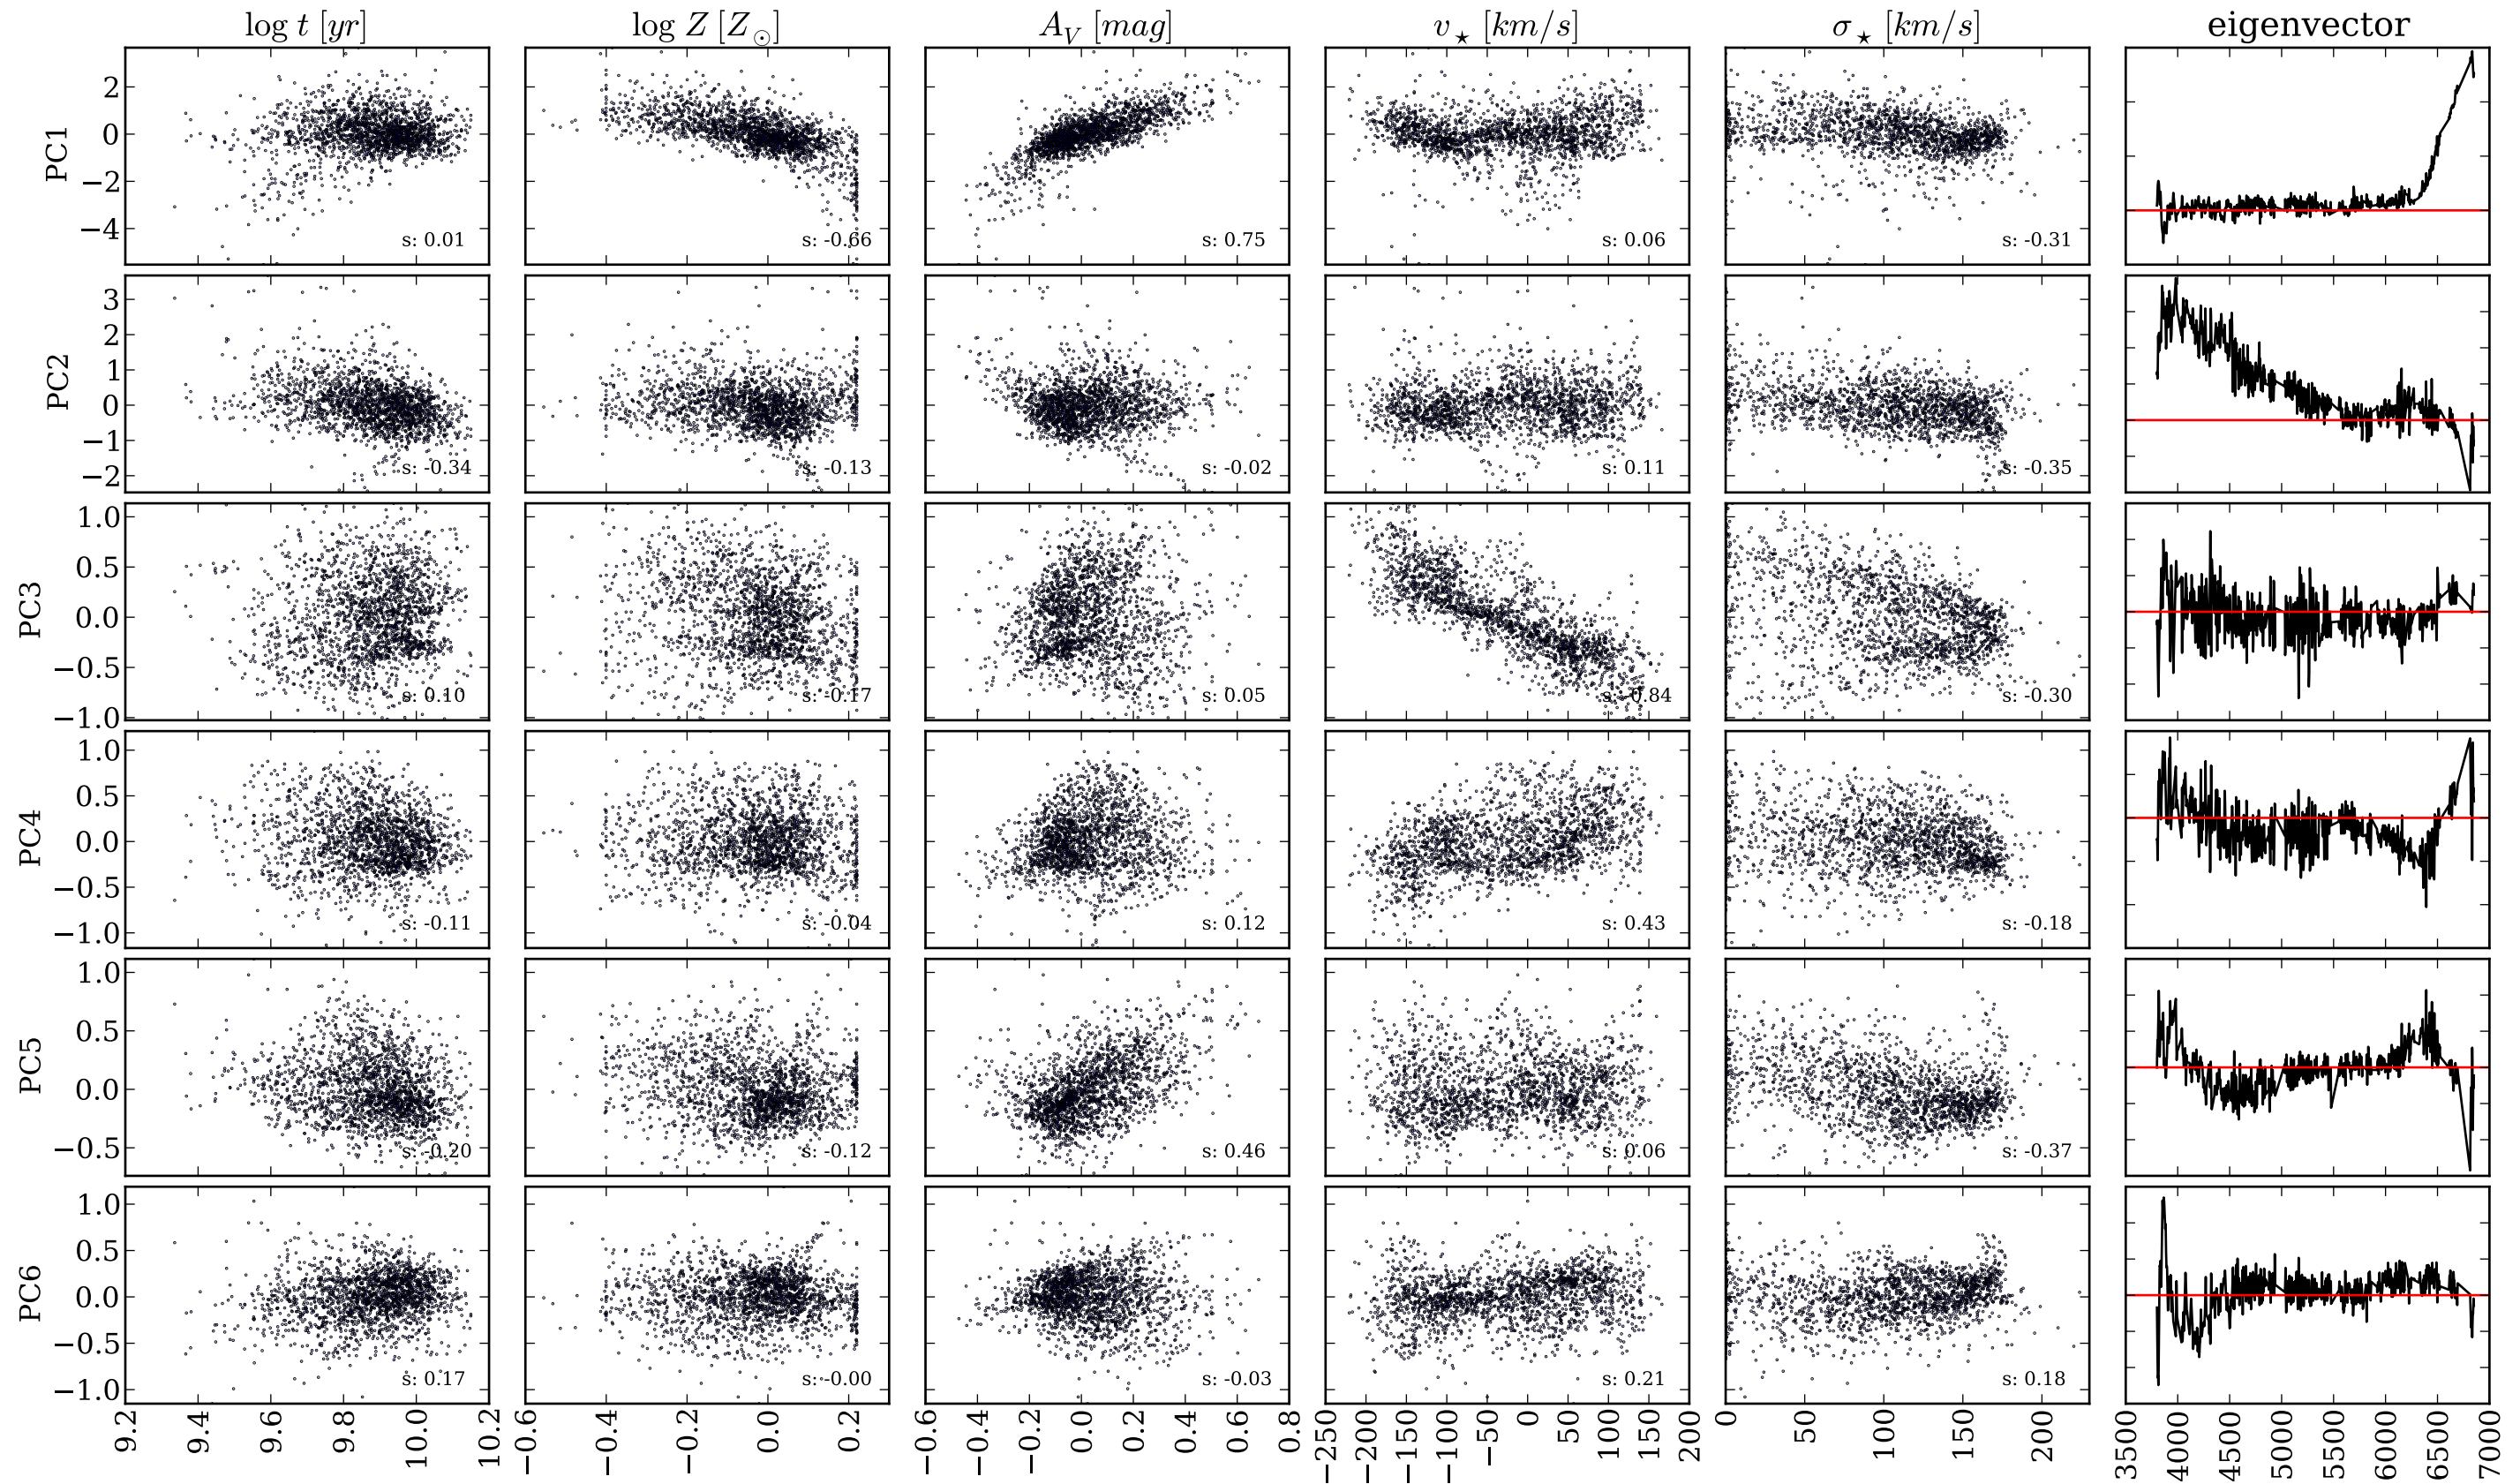 log t [yr] log Z [Z⊙] A_V [mag] v⋆ [km/s] σ⋆ [km/s] eigenvector
PC1
2
0
−2
−4
s: 0.01 s: -0.66 s: 0.75 s: 0.06 s: -0.31
PC2
3
2
1
0
−1
−2
s: -0.34 s: -0.13 s: -0.02 s: 0.11 s: -0.35
PC3
1.0
0.5
0.0
−0.5
−1.0
s: 0.10 s: -0.17 s: 0.05 s: -0.84 s: -0.30
PC4
1.0
0.5
0.0
−0.5
−1.0
s: -0.11 s: -0.04 s: 0.12 s: 0.43 s: -0.18
PC5
1.0
0.5
0.0
−0.5
s: -0.20 s: -0.12 s: 0.46 s: 0.06 s: -0.37
PC6
1.0
0.5
0.0
−0.5
−1.0
s: 0.17 s: -0.00 s: -0.03 s: 0.21 s: 0.18
9.2 9.4 9.6 9.8 10.0 10.2 −0.6 −0.4 −0.2 0.0 0.2 −0.6 −0.4 −0.2 0.0 0.2 0.4 0.6 0.8 −250 −200 −150 −100 −50 0 50 100 150 200 0 50 100 150 200 3500 4000 4500 5000 5500 6000 6500 7000